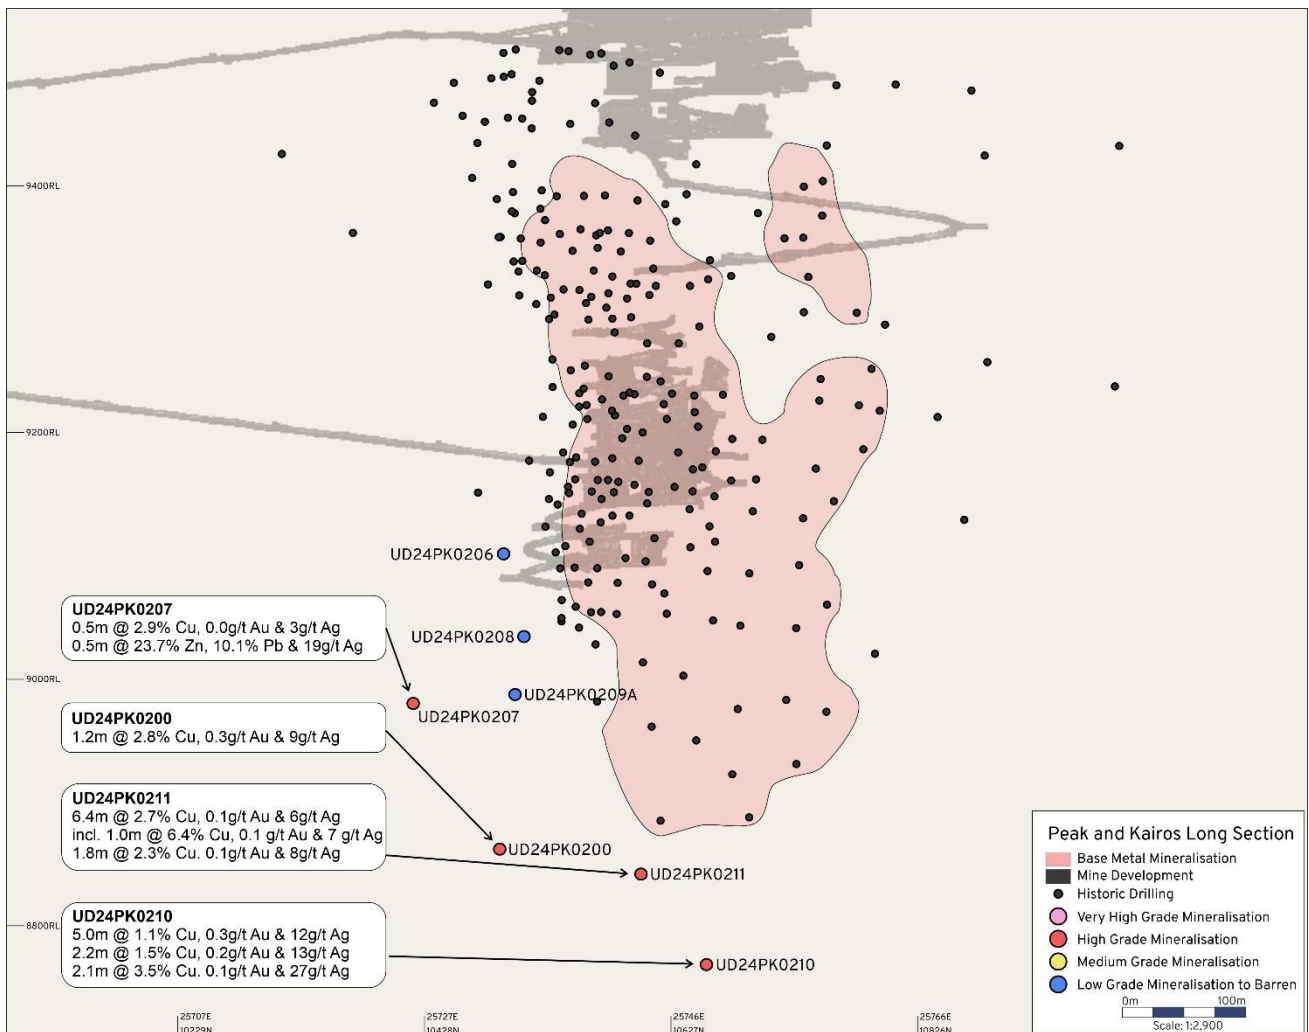 9400RL
9200RL
UD24PK0206
UD24PK0207
0.5m @ 2.9% Cu, 0.0g/t Au & 3g/t Ag
0.5m @ 23.7% Zn, 10.1% Pb & 19g/t Ag
UD24PK0208
9000RL
UD24PK0209A
UD24PK0207
UD24PK0200
1.2m @ 2.8% Cu, 0.3g/t Au & 9g/t Ag
UD24PK0211
6.4m @ 2.7% Cu, 0.1g/t Au & 6g/t Ag
incl. 1.0m @ 6.4% Cu, 0.1 g/t Au & 7 g/t Ag
1.8m @ 2.3% Cu. 0.1g/t Au & 8g/t Ag
UD24PK0200
UD24PK0211
8800RL
UD24PK0210
5.0m @ 1.1% Cu, 0.3g/t Au & 12g/t Ag
2.2m @ 1.5% Cu, 0.2g/t Au & 13g/t Ag
2.1m @ 3.5% Cu. 0.1g/t Au & 27g/t Ag
UD24PK0210
Peak and Kairos Long Section
Base Metal Mineralisation
Mine Development
Historic Drilling
Very High Grade Mineralisation
High Grade Mineralisation
Medium Grade Mineralisation
Low Grade Mineralisation to Barren
0m 100m
Scale: 1:2,900
25707E 25727E 25746E 25766E
10229N 10428N 10627N 10826N